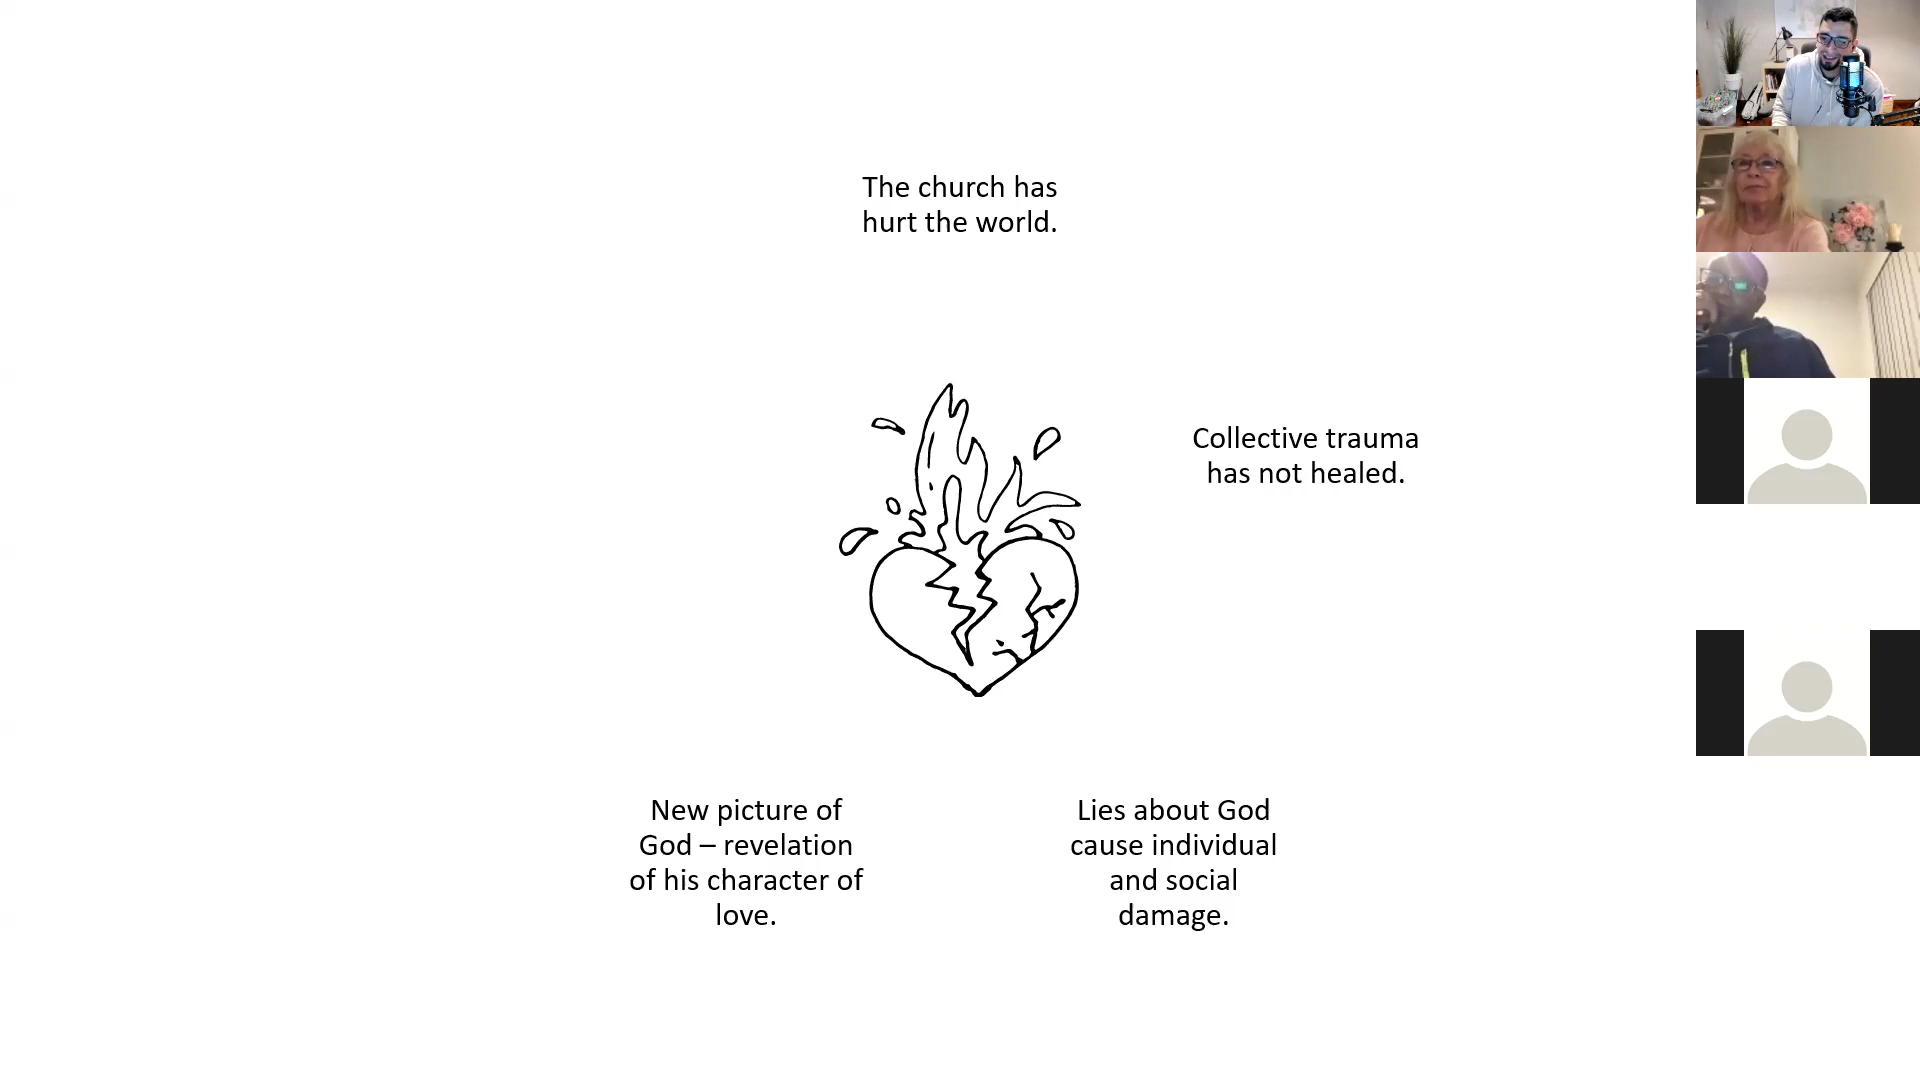 The church has
hurt the world.
Collective trauma
has not healed.
New picture of
God – revelation
of his character of
love.
Lies about God
cause individual
and social
damage.